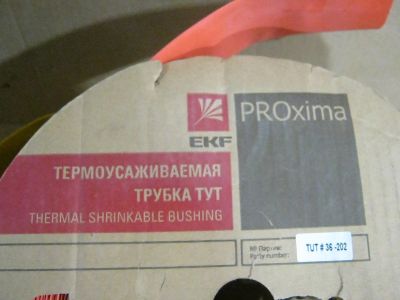 EKF
PROxima
ТЕРМОУСАЖИВАЕМАЯ
ТРУБКА ТУТ
THERMAL SHRINKABLE BUSHING
№ Партии:
Party number:
TUT # 36 -202